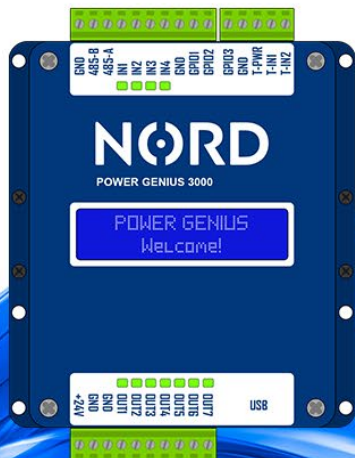 GND 485-B 485-A IN1 IN2 IN3 IN4 GND GPIO1 GPIO2 GPIO3 GND T-PWR T-IN1 T-IN2
NORD
POWER GENIUS 3000
POWER GENIUS
Welcome!
+24V GND GND OUT1 OUT2 OUT3 OUT4 OUT5 OUT6 OUT7 USB